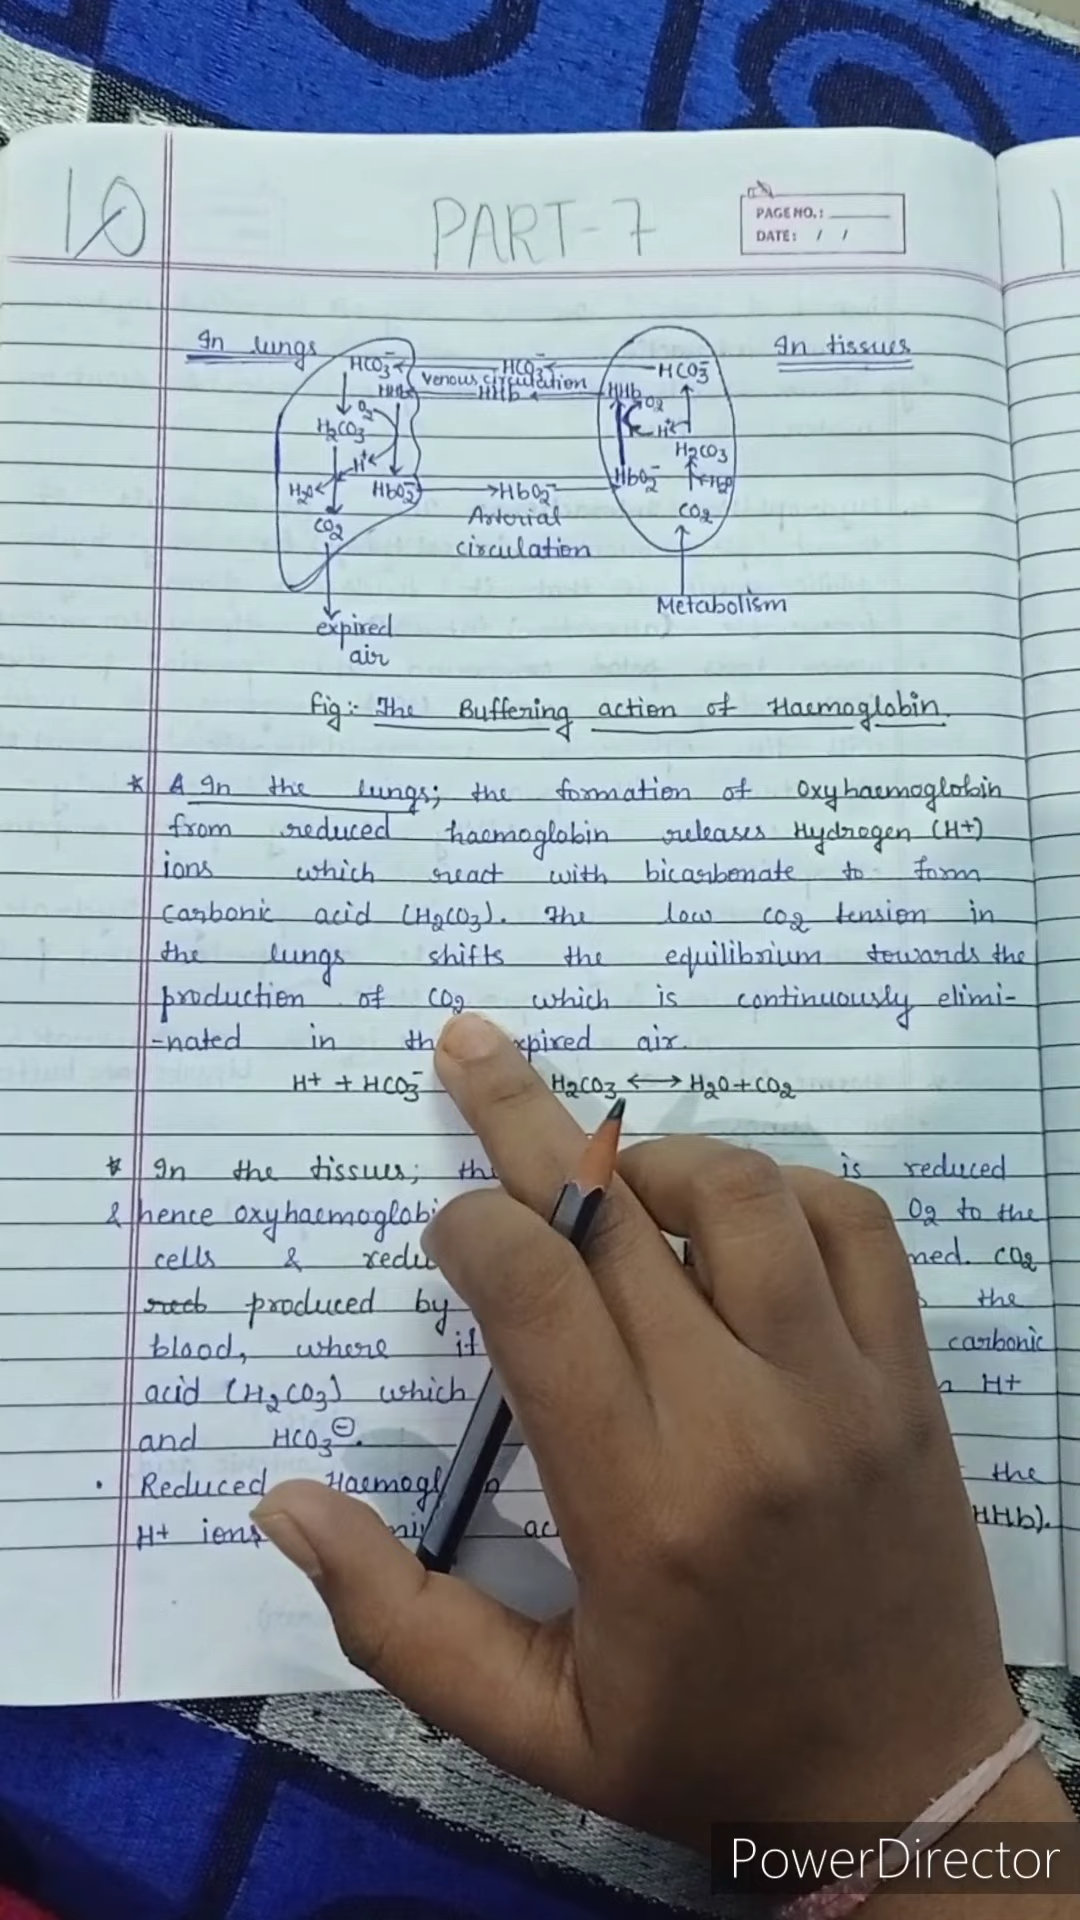 10
PART-7
PAGE NO.:
DATE: / /
In lungs
In tissues
HCO3- HCO3- HCO3-
venous circulation
HHb HHb HHb
O2 O2
H2CO3 H+
H+ H2CO3
H2O HbO2- HbO2- HbO2- H2O
CO2 Arterial CO2
circulation
Metabolism
expired
air
Fig:- The Buffering action of Haemoglobin.
* In the lungs; the formation of Oxyhaemoglobin
from reduced haemoglobin releases Hydrogen (H+)
ions which react with bicarbonate to form
Carbonic acid (H2CO3). The low CO2 tension in
the lungs shifts the equilibrium towards the
production of CO2 which is continuously elimi-
-nated in air.
H+ + HCO3- H2CO3 ⟷ H2O+CO2
* In the tissues; is reduced
& hence O2 to the
cells & CO2
produced by the
blood, where it carbonic
acid (H2CO3) which H+
and HCO3⊖.
• Reduced the
H+ ions HHb).
PowerDirector